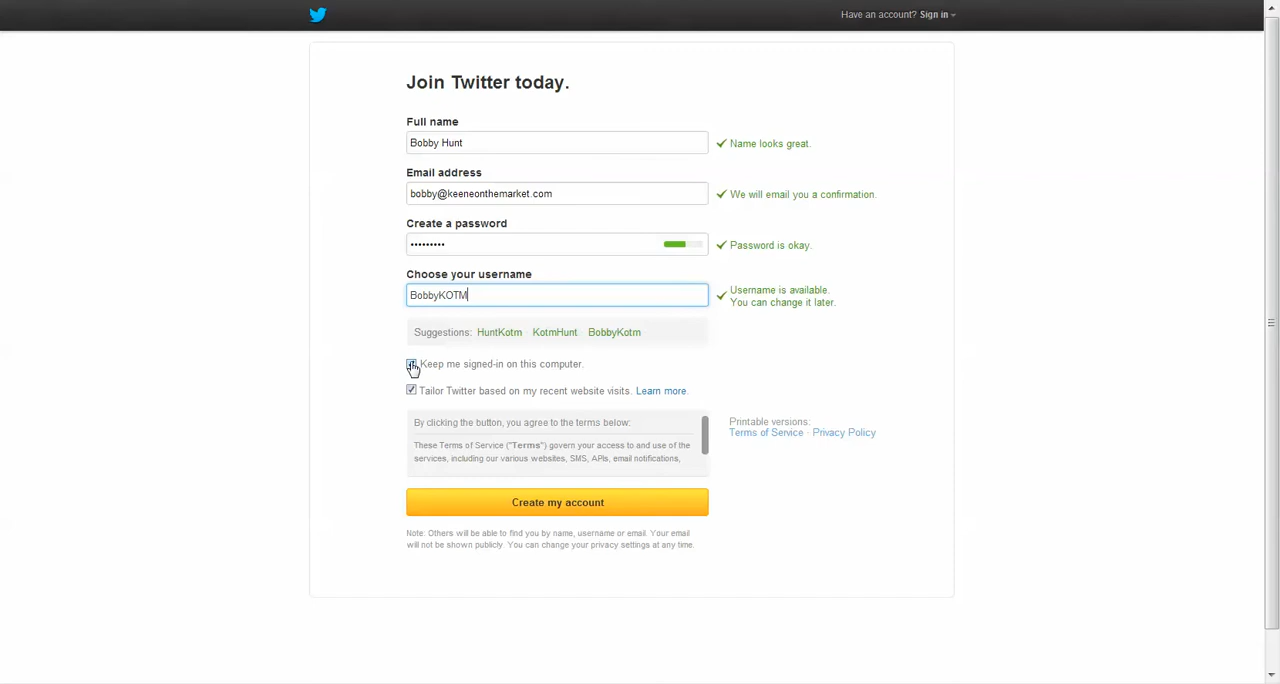 Have an account? Sign in
Join Twitter today.
Full name
Bobby Hunt
Name looks great.
Email address
bobby@keeneonthemarket.com
We will email you a confirmation.
Create a password
•••••••••
Password is okay.
Choose your username
BobbyKOTM
Username is available.
You can change it later.
Suggestions: HuntKotm · KotmHunt · BobbyKotm
Keep me signed-in on this computer.
Tailor Twitter based on my recent website visits. Learn more.
By clicking the button, you agree to the terms below:
These Terms of Service ("Terms") govern your access to and use of the
services, including our various websites, SMS, APIs, email notifications,
Printable versions:
Terms of Service · Privacy Policy
Create my account
Note: Others will be able to find you by name, username or email. Your email
will not be shown publicly. You can change your privacy settings at any time.